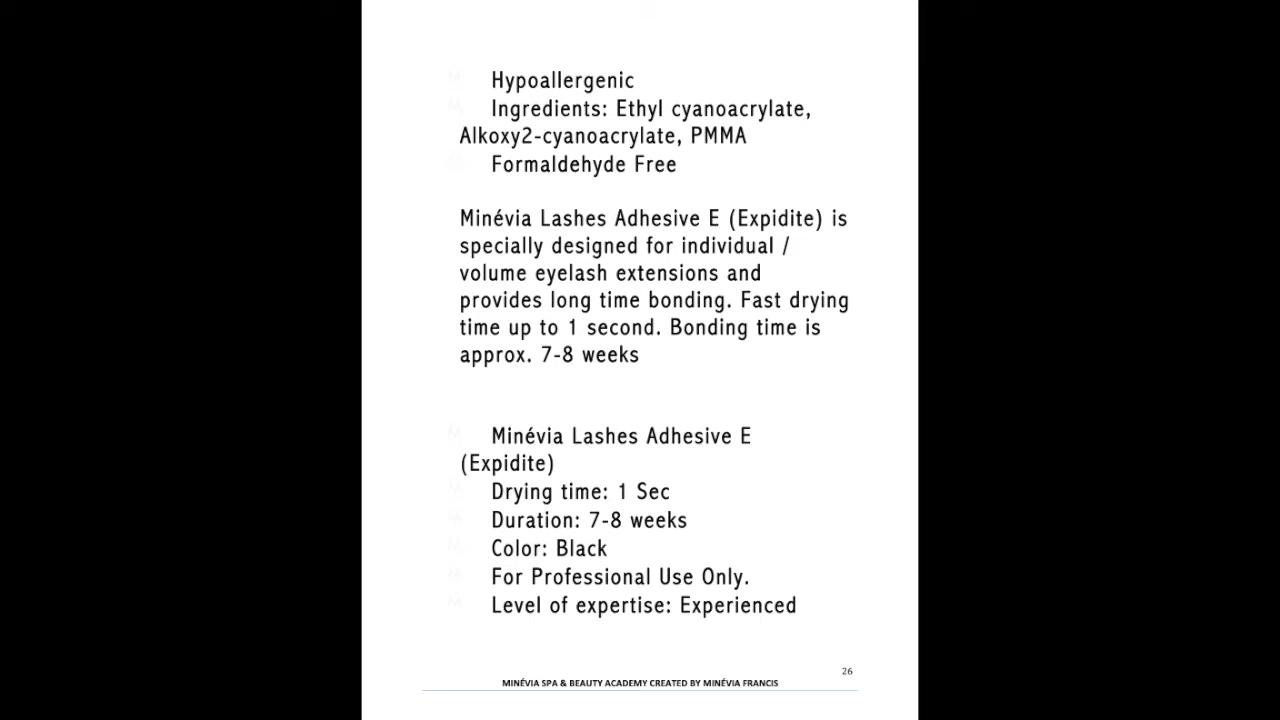 Hypoallergenic
Ingredients: Ethyl cyanoacrylate,
Alkoxy2-cyanoacrylate, PMMA
Formaldehyde Free
Minévia Lashes Adhesive E (Expidite) is
specially designed for individual /
volume eyelash extensions and
provides long time bonding. Fast drying
time up to 1 second. Bonding time is
approx. 7-8 weeks
Minévia Lashes Adhesive E
(Expidite)
Drying time: 1 Sec
Duration: 7-8 weeks
Color: Black
For Professional Use Only.
Level of expertise: Experienced
26
MINÉVIA SPA & BEAUTY ACADEMY CREATED BY MINÉVIA FRANCIS